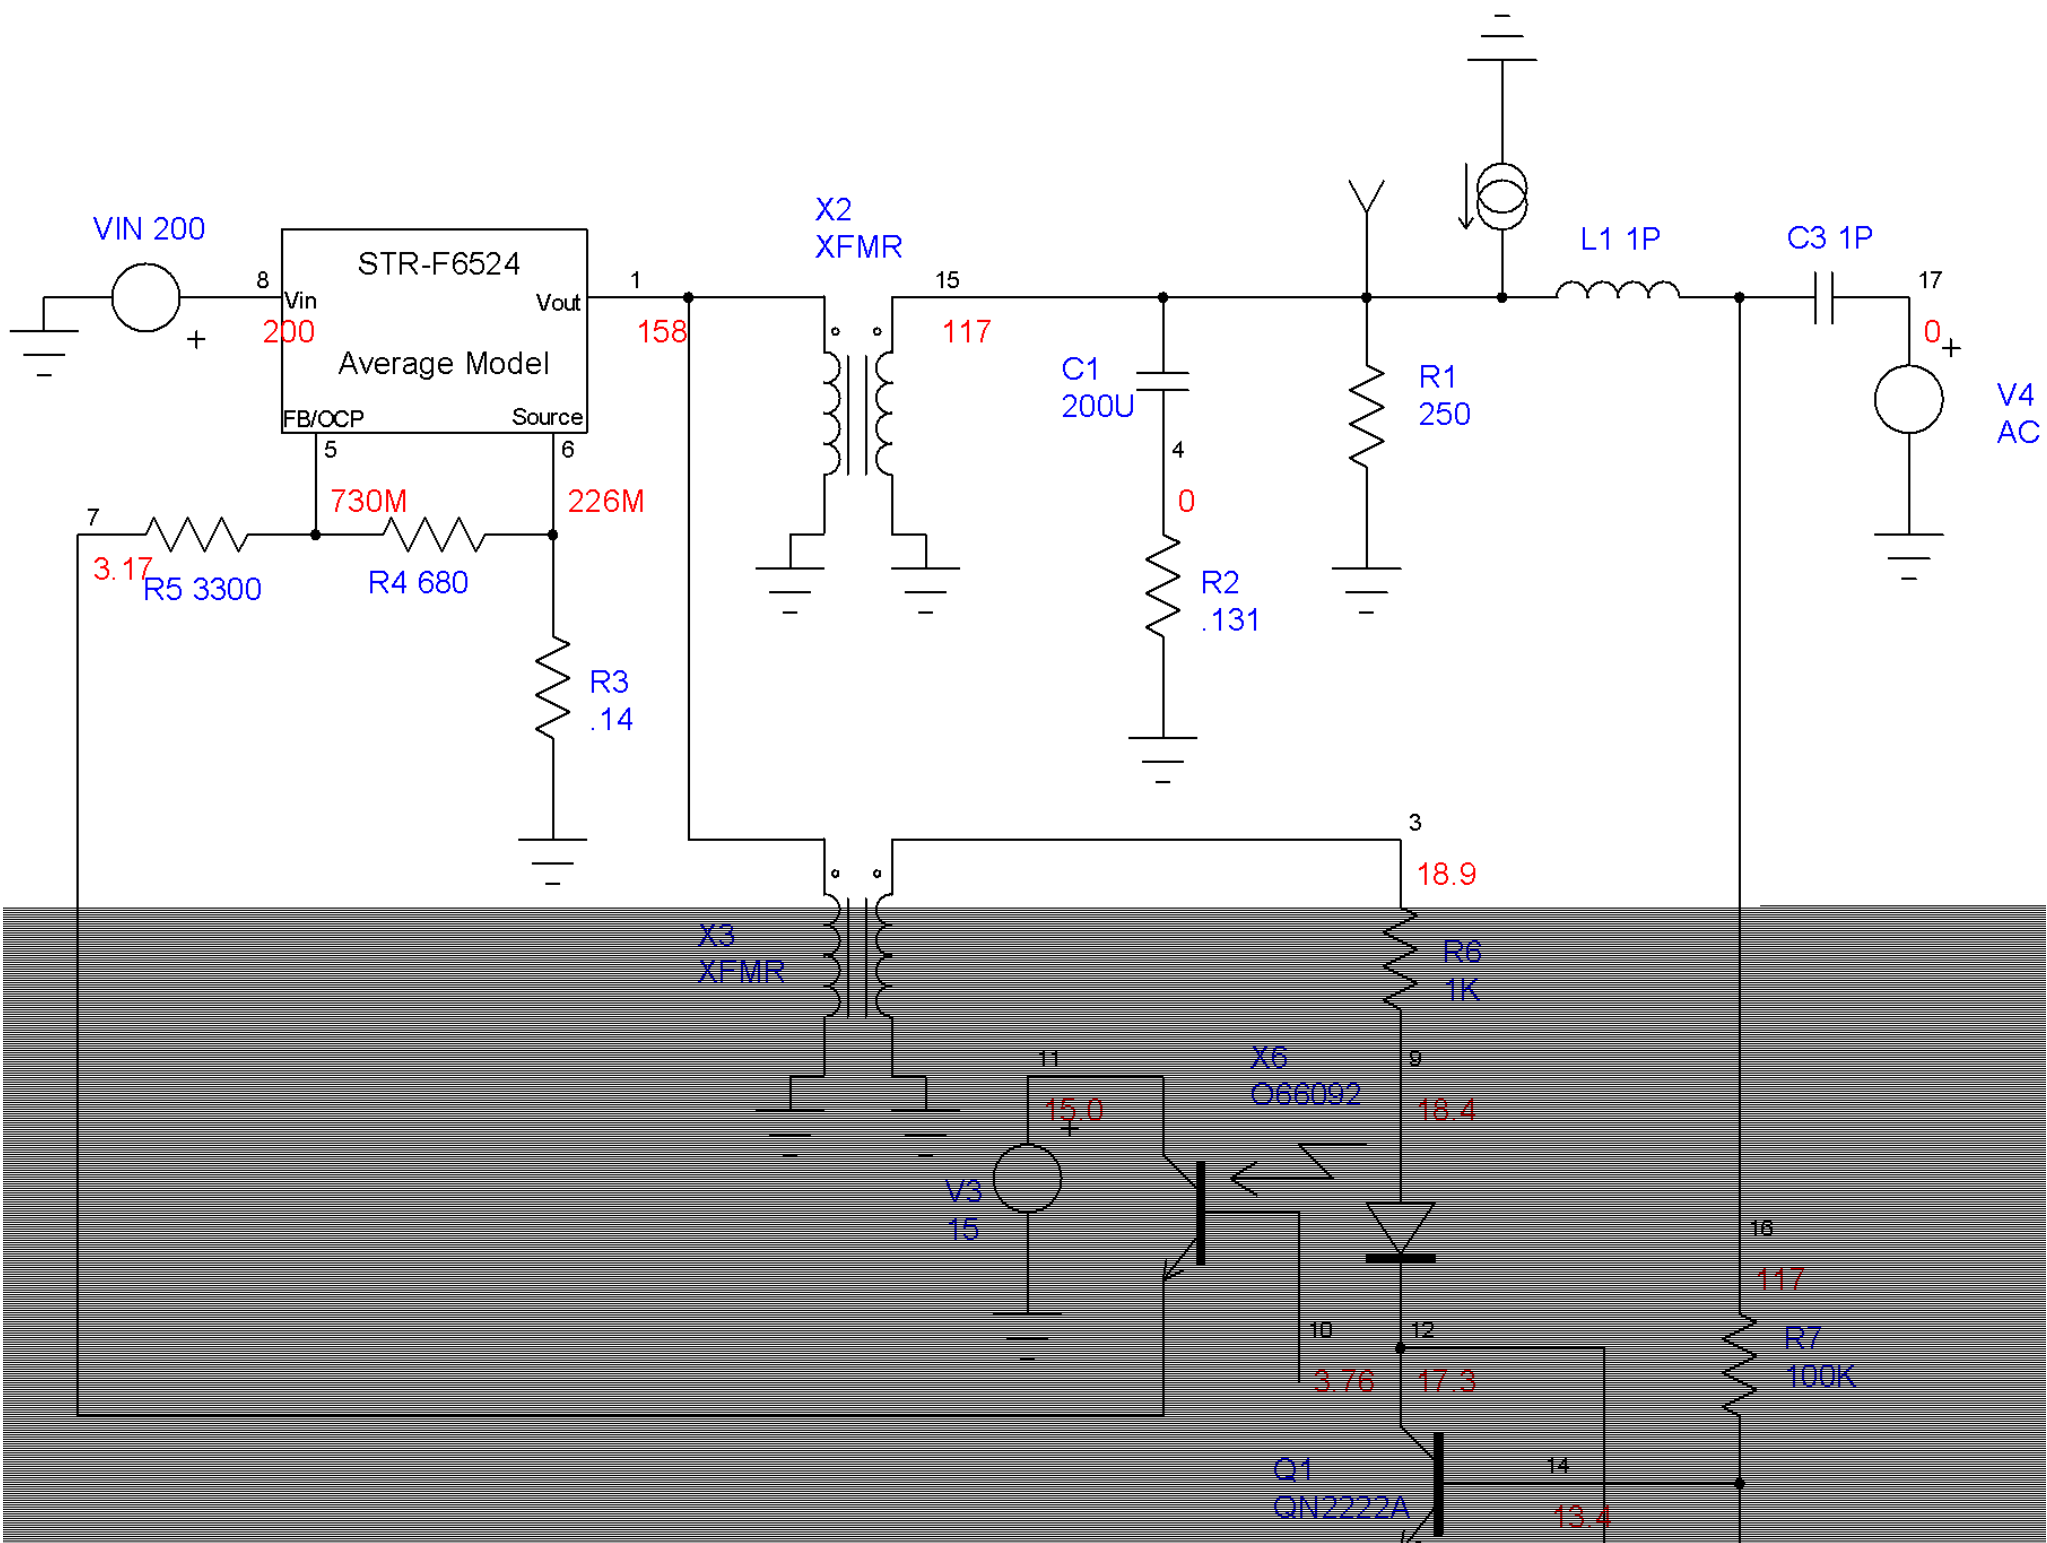 VIN 200
8
Vin
200
STR-F6524
Average Model
Vout
FB/OCP
Source
1
158
X2
XFMR
15
117
L1 1P
C3 1P
17
0
+
+
V4
AC
C1
200U
R1
250
4
0
R2
.131
5
730M
6
226M
7
3.17
R5 3300
R4 680
R3
.14
3
18.9
X3
XFMR
R6
1K
11
15.0
+
X6
O66092
9
18.4
V3
15
16
117
10
3.76
12
17.3
R7
100K
Q1
QN2222A
14
13.4